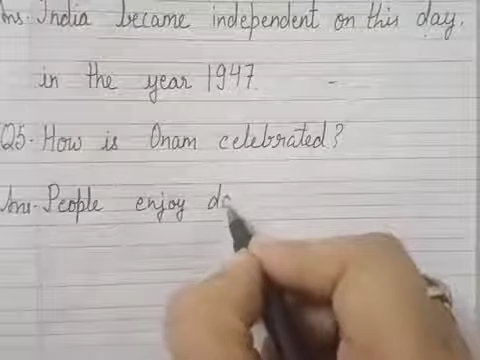 Ans. India became independent on this day.
in the year 1947. -
Q5. How is Onam celebrated?
Ans- People enjoy d